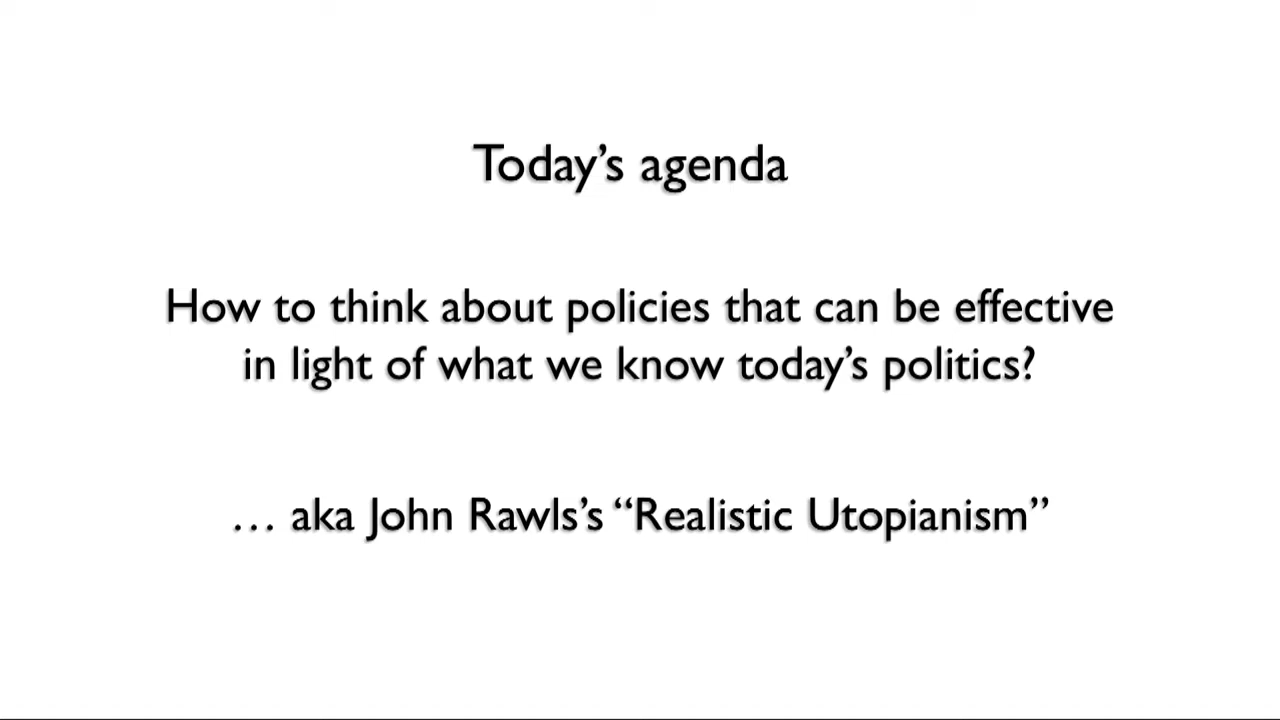 Today’s agenda
How to think about policies that can be effective
in light of what we know today’s politics?
… aka John Rawls’s “Realistic Utopianism”